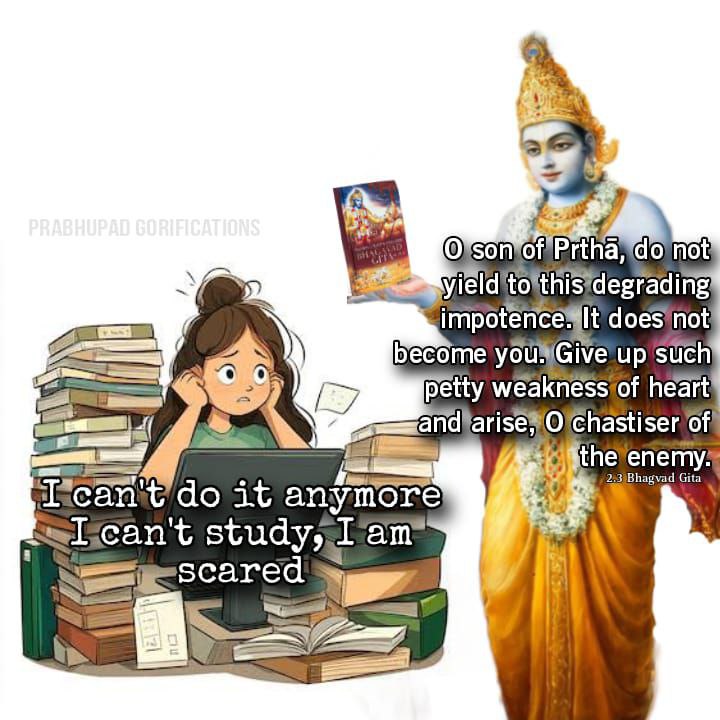 PRABHUPAD GORIFICATIONS
BHAGAVAD
GITA
O son of Prthā, do not
yield to this degrading
impotence. It does not
become you. Give up such
petty weakness of heart
and arise, O chastiser of
the enemy.
2.3 Bhagvad Gita
I can't do it anymore
I can't study, I am
scared